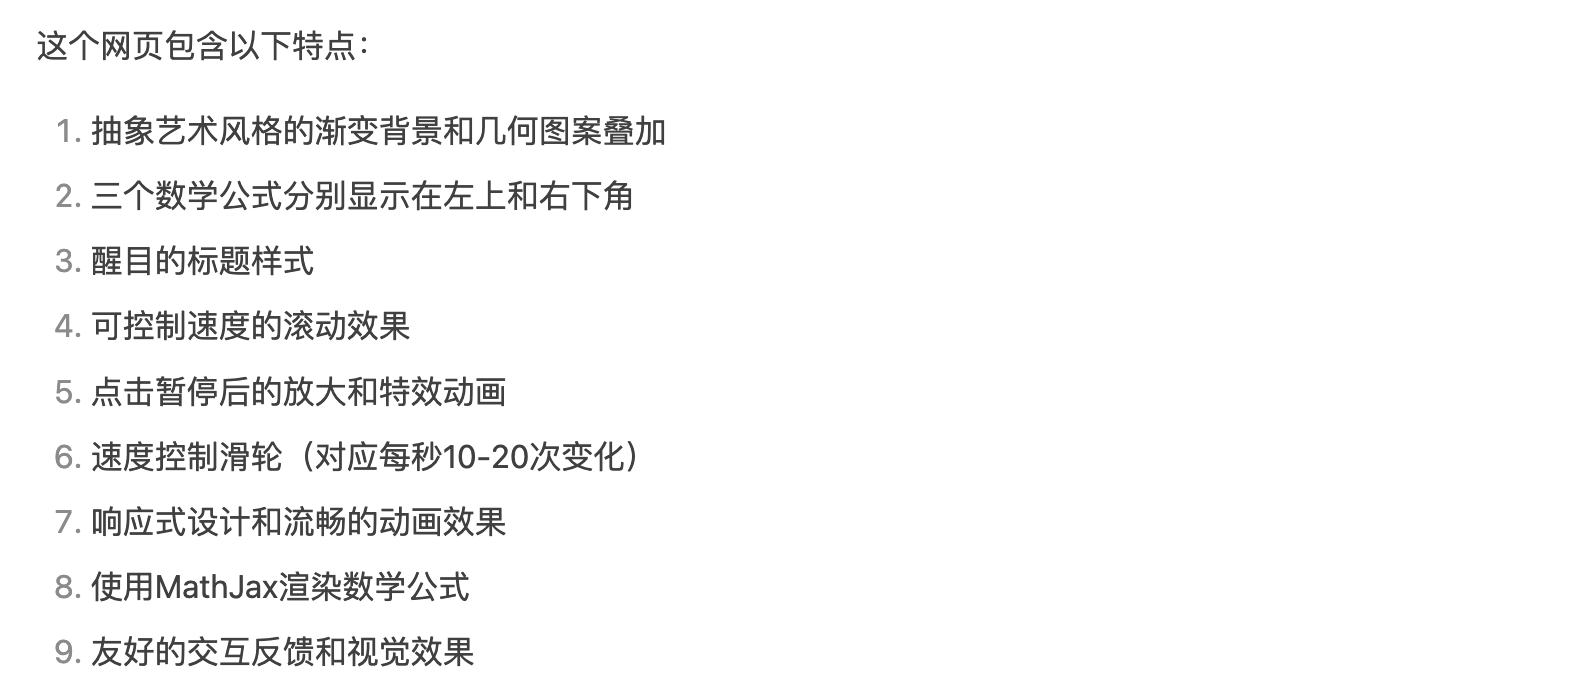 这个网页包含以下特点：
1. 抽象艺术风格的渐变背景和几何图案叠加
2. 三个数学公式分别显示在左上和右下角
3. 醒目的标题样式
4. 可控制速度的滚动效果
5. 点击暂停后的放大和特效动画
6. 速度控制滑轮（对应每秒10-20次变化）
7. 响应式设计和流畅的动画效果
8. 使用MathJax渲染数学公式
9. 友好的交互反馈和视觉效果